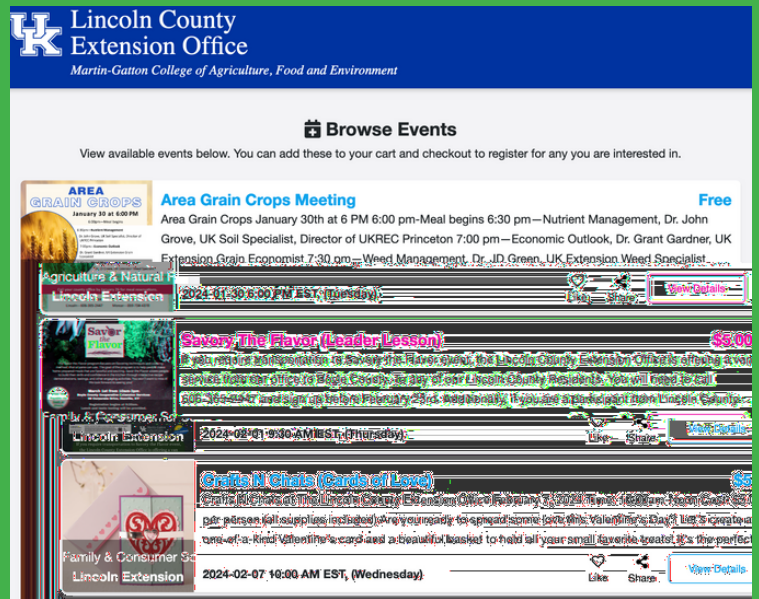 UK
Lincoln County
Extension Office
Martin-Gatton College of Agriculture, Food and Environment
Browse Events
View available events below. You can add these to your cart and checkout to register for any you are interested in.
AREA
GRAIN CROPS
January 30 at 6:00 PM
Area Grain Crops Meeting
Free
Area Grain Crops January 30th at 6 PM 6:00 pm-Meal begins 6:30 pm—Nutrient Management, Dr. John
Grove, UK Soil Specialist, Director of UKREC Princeton 7:00 pm—Economic Outlook, Dr. Grant Gardner, UK
Extension Grain Economist 7:30 pm—Weed Management, Dr. JD Green, UK Extension Weed Specialist
Agriculture & Natural R
Lincoln Extension
2024-01-30 6:00 PM EST, (Tuesday)
Like
Share
View Details
Savor
the
Flavor
Savory The Flavor (Leader Lesson)
$5.00
If you require transportation to Savory the Flavor event, the Lincoln County Extension Office is offering a van
service from our office to Boyle County, to any of our Lincoln County Residents. You will need to call
and sign up before February 23rd. Additionally, if you are a participant from Lincoln County
Family & Consumer Sc
Lincoln Extension
2024-02-01 9:30 AM EST, (Thursday)
Like
Share
View Details
Crafts N Chats (Cards of Love)
$5
Crafts N Chats at The Lincoln County Extension Office February 7, 2024
per person (all supplies included) Are you ready to spread some love this Valentine's Day? Let's create a
one-of-a-kind Valentine's card and a beautiful basket to hold all your small favorite treats! It's the perfect
Family & Consumer Sc
Lincoln Extension
2024-02-07 10:00 AM EST, (Wednesday)
Like
Share
View Details